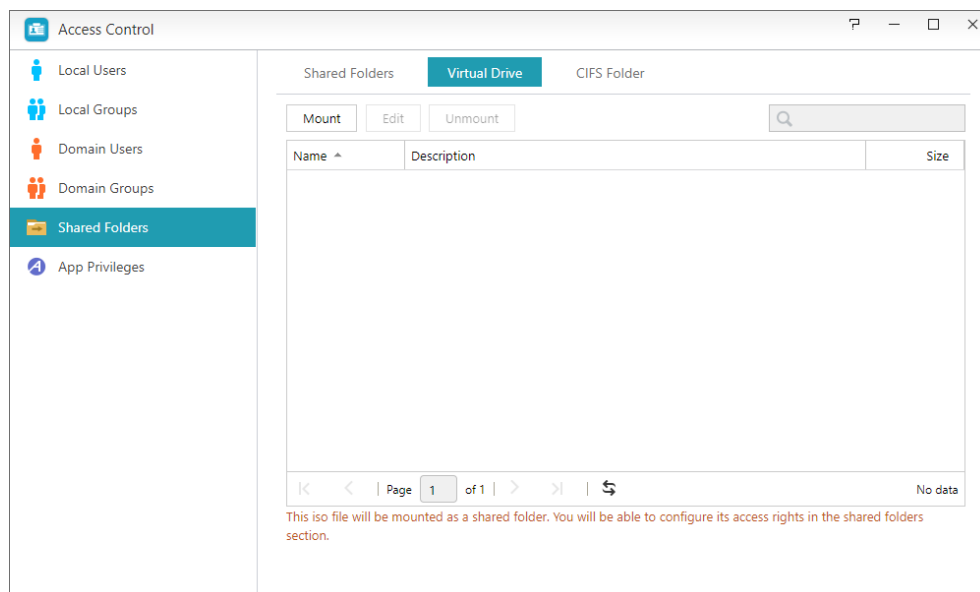 Access Control
Local Users
Local Groups
Domain Users
Domain Groups
Shared Folders
App Privileges
Shared Folders Virtual Drive CIFS Folder
Mount Edit Unmount
Name Description Size
Page 1 of 1 No data
This iso file will be mounted as a shared folder. You will be able to configure its access rights in the shared folders
section.